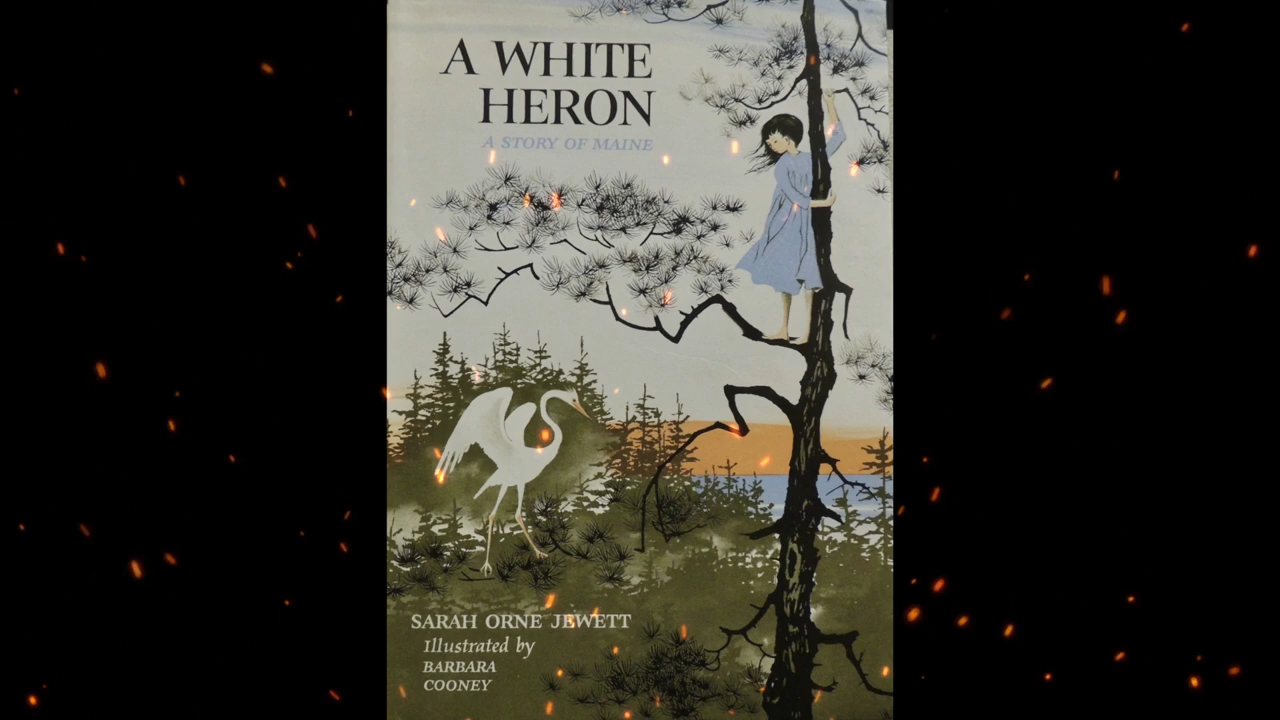 A WHITE
HERON
A STORY OF MAINE
SARAH ORNE JEWETT
Illustrated by
BARBARA
COONEY